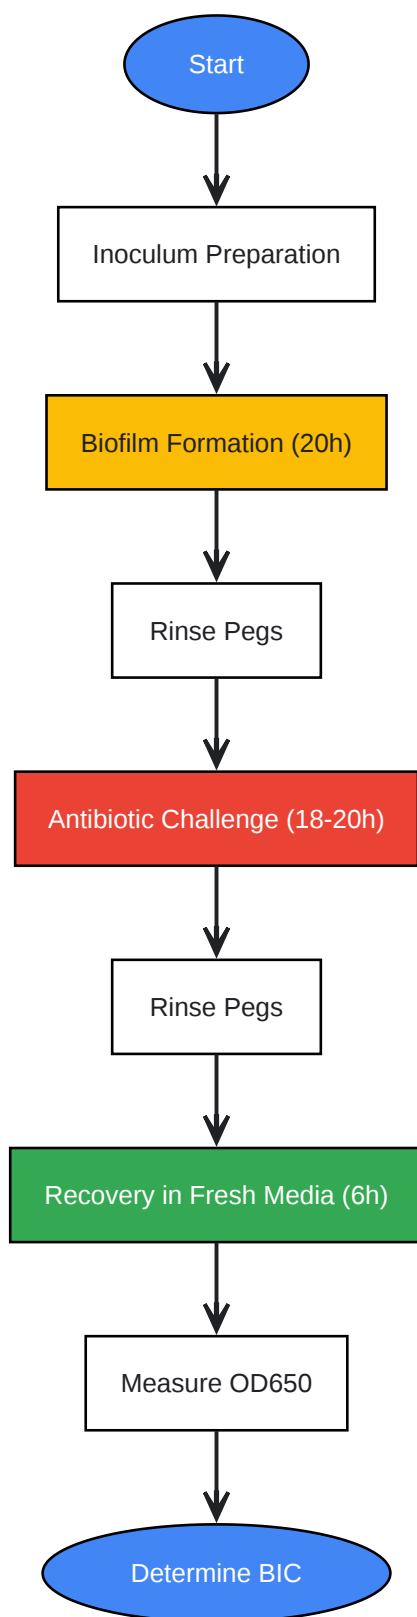 Start
Inoculum Preparation
Biofilm Formation (20h)
Rinse Pegs
Antibiotic Challenge (18-20h)
Rinse Pegs
Recovery in Fresh Media (6h)
Measure OD650
Determine BIC